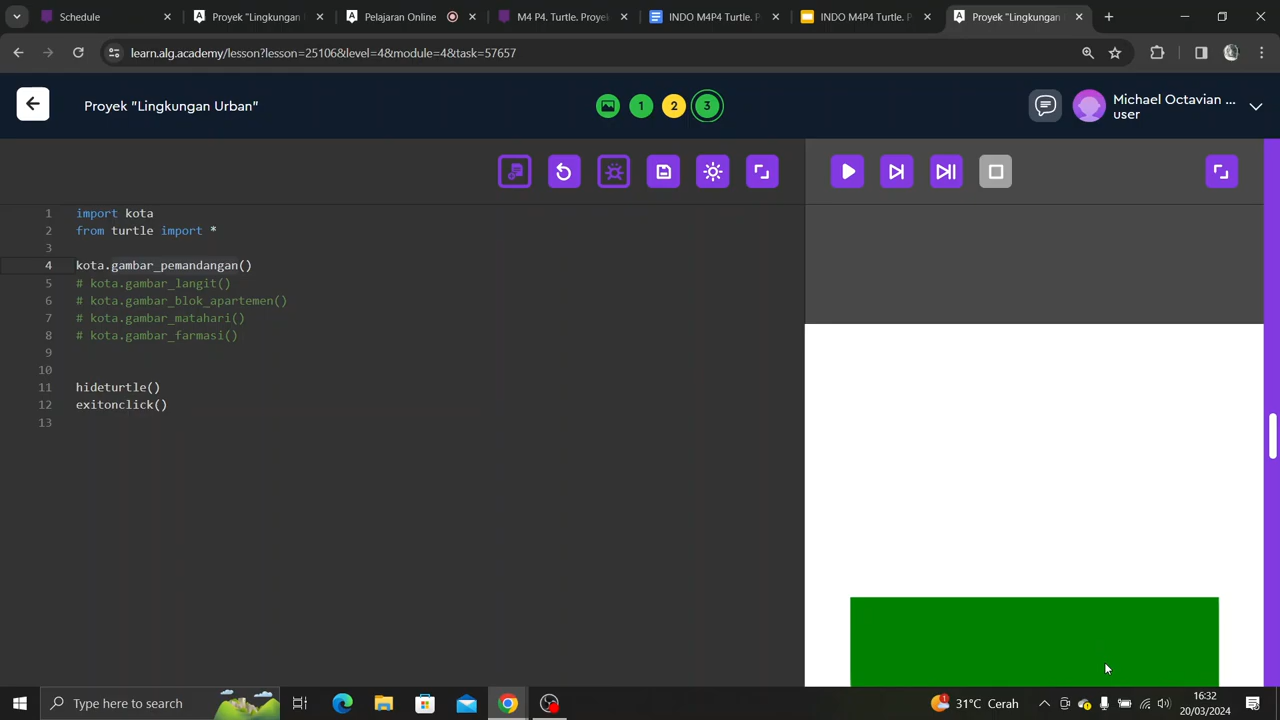 Schedule
Proyek "Lingkungan
Pelajaran Online
M4 P4. Turtle. Proye
INDO M4P4 Turtle. P
INDO M4P4 Turtle. P
Proyek "Lingkungan
learn.alg.academy/lesson?lesson=25106&level=4&module=4&task=57657
Proyek "Lingkungan Urban"
1
2
3
Michael Octavian ...
user
1 import kota
2 from turtle import *
3
4 kota.gambar_pemandangan()
5 # kota.gambar_langit()
6 # kota.gambar_blok_apartemen()
7 # kota.gambar_matahari()
8 # kota.gambar_farmasi()
9
10
11 hideturtle()
12 exitonclick()
13
Type here to search
31°C Cerah
16:32
20/03/2024